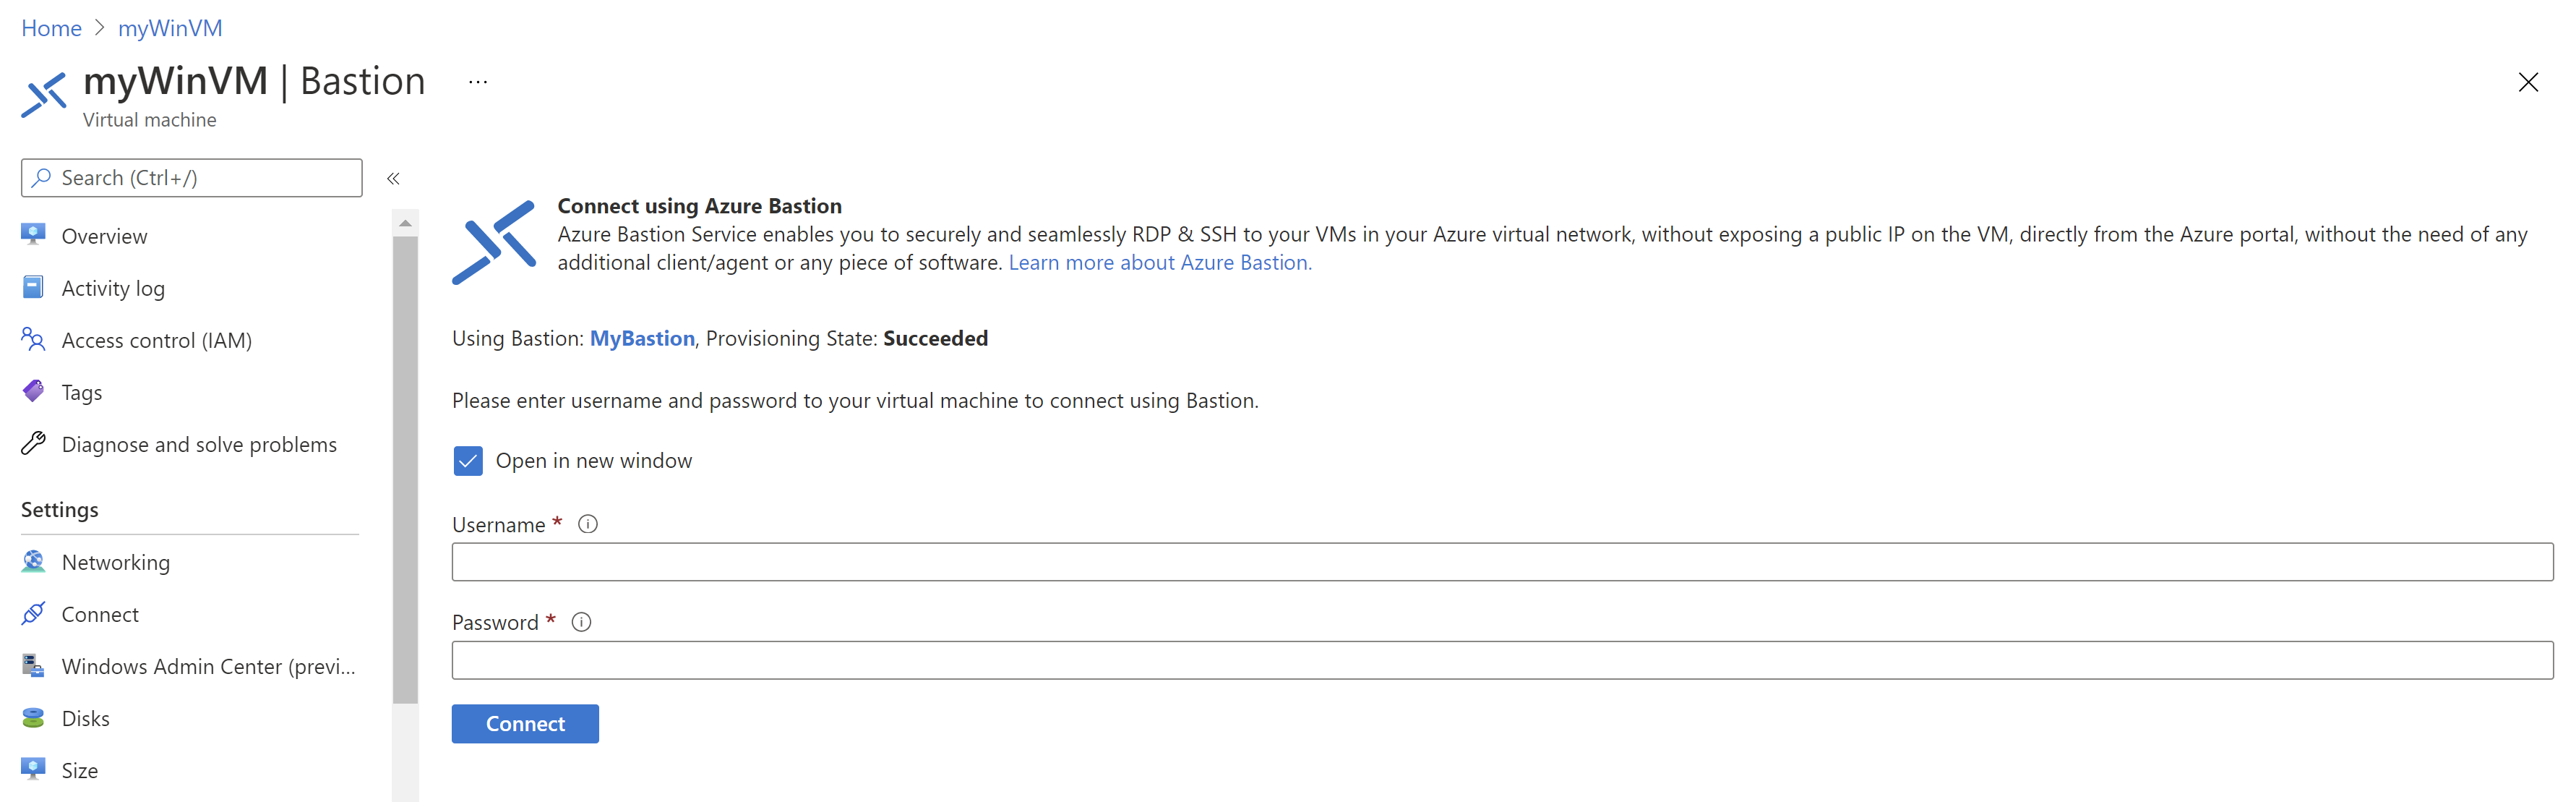 Home > myWinVM
myWinVM | Bastion ...
Virtual machine
Search (Ctrl+/)
«
Overview
Activity log
Access control (IAM)
Tags
Diagnose and solve problems
Settings
Networking
Connect
Windows Admin Center (previ...
Disks
Size
Connect using Azure Bastion
Azure Bastion Service enables you to securely and seamlessly RDP & SSH to your VMs in your Azure virtual network, without exposing a public IP on the VM, directly from the Azure portal, without the need of any
additional client/agent or any piece of software. Learn more about Azure Bastion.
Using Bastion: MyBastion, Provisioning State: Succeeded
Please enter username and password to your virtual machine to connect using Bastion.
Open in new window
Username *
Password *
Connect